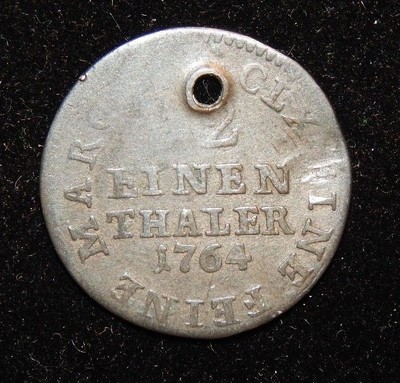 2
EINEN
THALER
1764
CLX EINE FEINE MARC